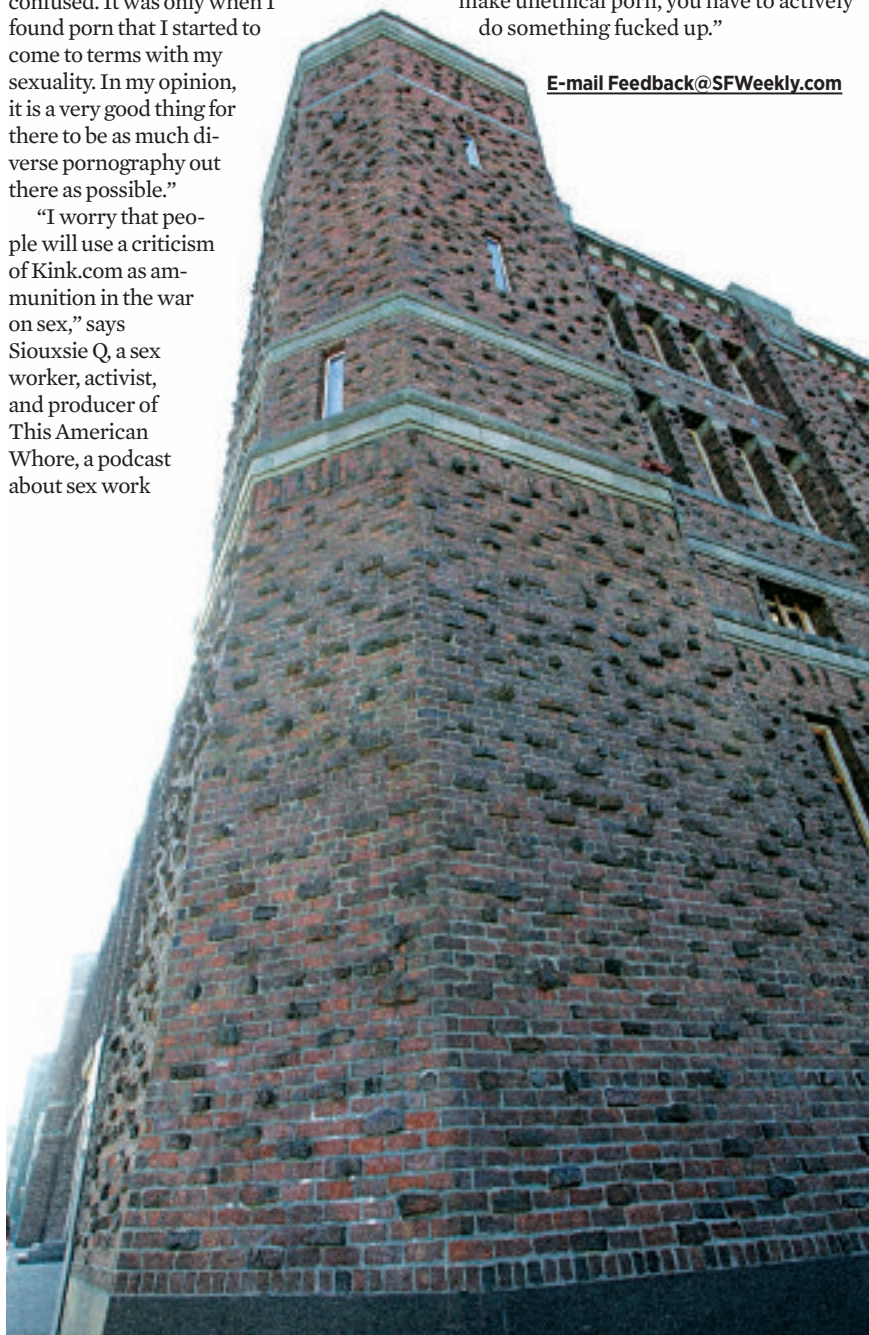 confused. It was only when I
found porn that I started to
come to terms with my
sexuality. In my opinion,
it is a very good thing for
there to be as much di-
verse pornography out
there as possible.”
“I worry that peo-
ple will use a criticism
of Kink.com as am-
munition in the war
on sex,” says
Siouxsie Q, a sex
worker, activist,
and producer of
This American
Whore, a podcast
about sex work
make unethical porn, you have to actively
do something fucked up.”
E-mail Feedback@SFWeekly.com